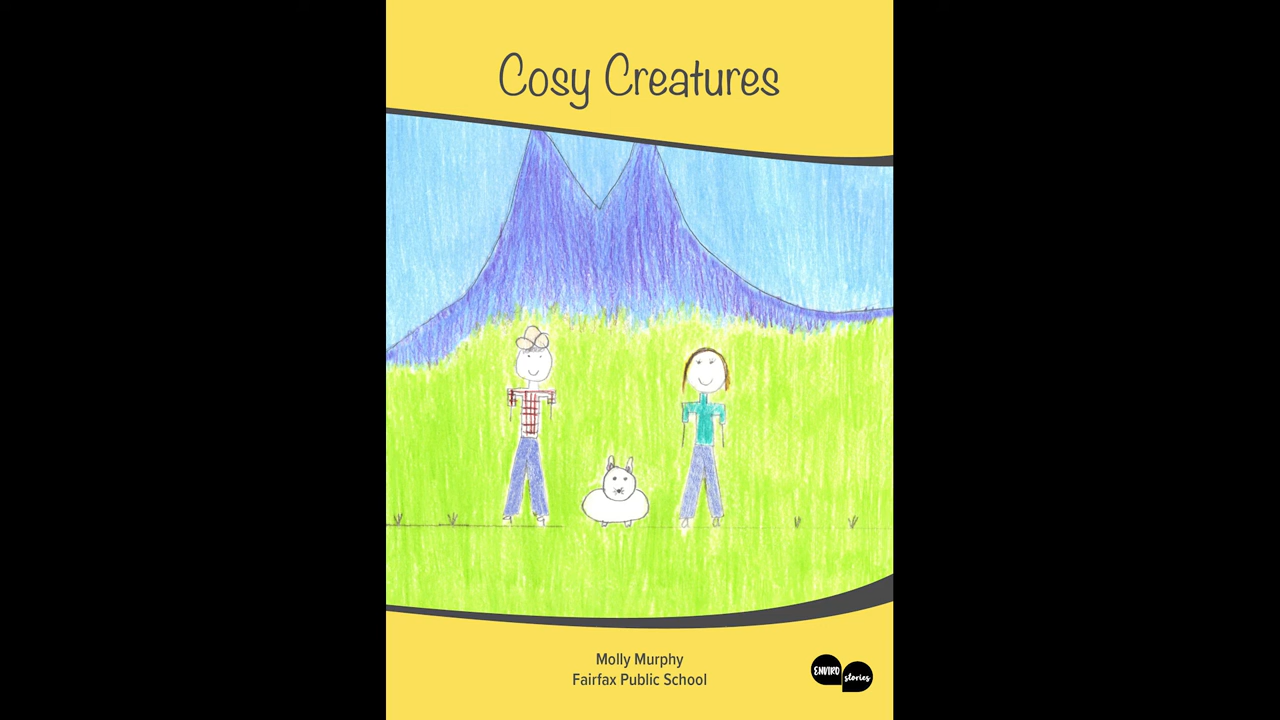 Cosy Creatures
Molly Murphy
Fairfax Public School
ENVIRO
stories